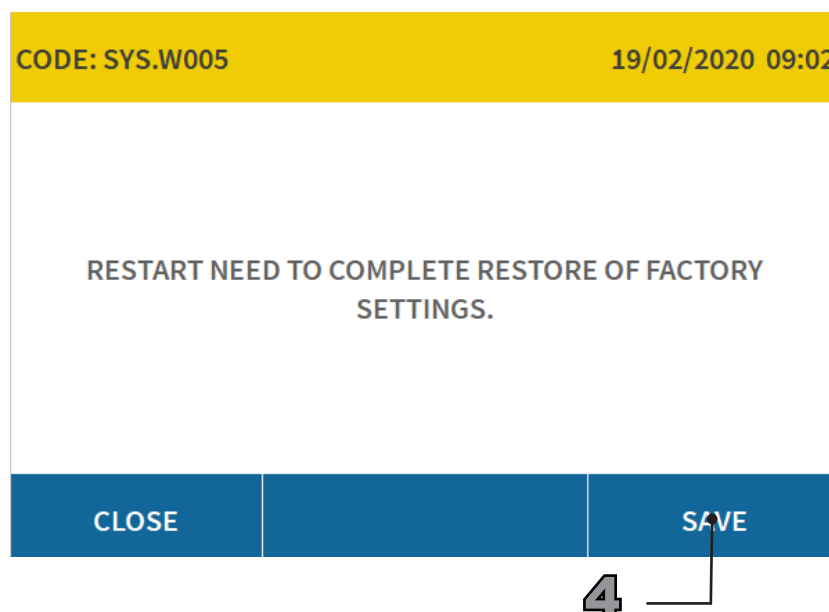 CODE: SYS.W005 19/02/2020 09:02
RESTART NEED TO COMPLETE RESTORE OF FACTORY
SETTINGS.
CLOSE SAVE
4